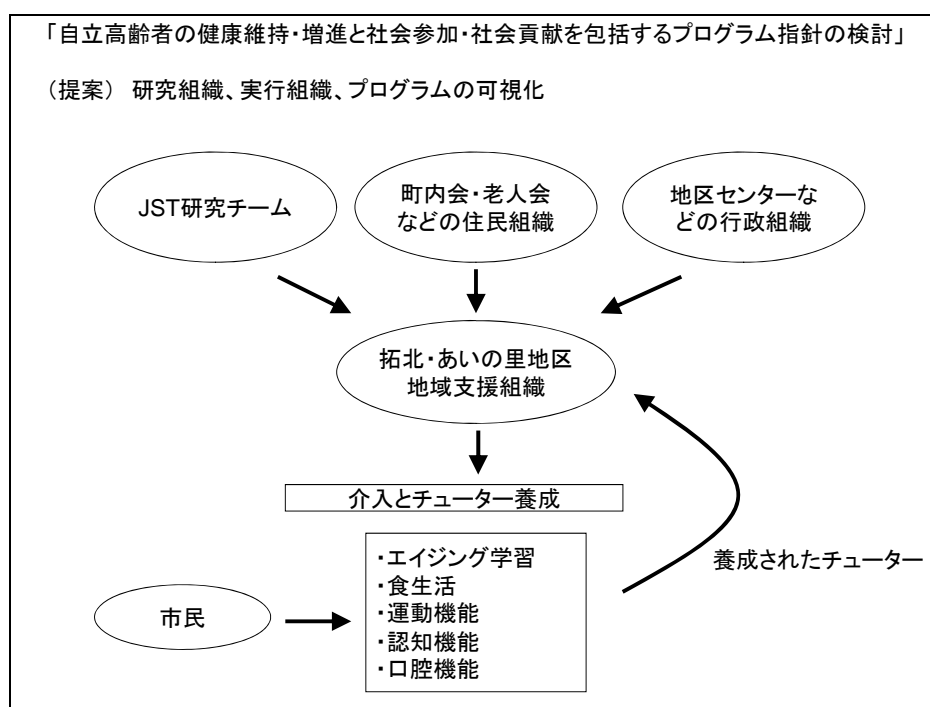 「自立高齢者の健康維持・増進と社会参加・社会貢献を包括するプログラム指針の検討」
（提案） 研究組織、実行組織、プログラムの可視化
JST研究チーム
町内会・老人会
などの住民組織
地区センターな
どの行政組織
拓北・あいの里地区
地域支援組織
介入とチューター養成
・エイジング学習
・食生活
・運動機能
・認知機能
・口腔機能
養成されたチューター
市民